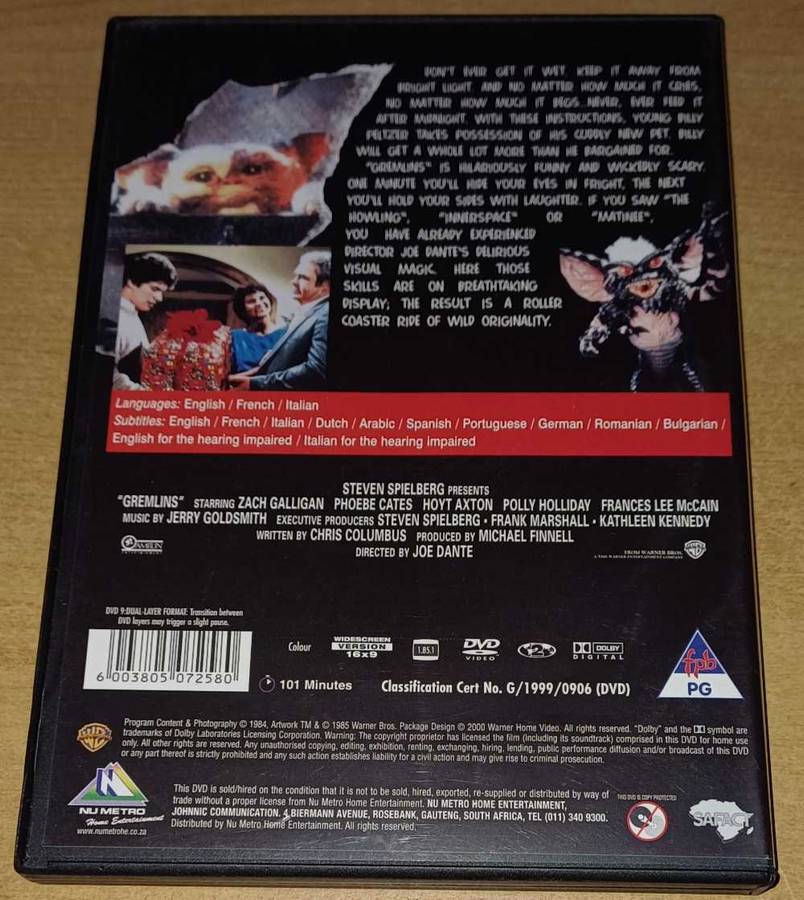 DON'T EVER GET IT WET. KEEP IT AWAY FROM
BRIGHT LIGHT. AND NO MATTER HOW MUCH IT CRIES,
NO MATTER HOW MUCH IT BEGS...NEVER, EVER FEED IT
AFTER MIDNIGHT. WITH THESE INSTRUCTIONS, YOUNG BILLY
PELTZER TAKES POSSESSION OF HIS CUDDLY NEW PET. BILLY
WILL GET A WHOLE LOT MORE THAN HE BARGAINED FOR.
"GREMLINS" IS HILARIOUSLY FUNNY AND WICKEDLY SCARY.
ONE MINUTE YOU'LL HIDE YOUR EYES IN FRIGHT, THE NEXT
YOU'LL HOLD YOUR SIDES WITH LAUGHTER. IF YOU SAW "THE
HOWLING", "INNERSPACE" OR "MATINEE",
YOU HAVE ALREADY EXPERIENCED
DIRECTOR JOE DANTE'S DELIRIOUS
VISUAL MAGIC. HERE THOSE
SKILLS ARE ON BREATHTAKING
DISPLAY; THE RESULT IS A ROLLER
COASTER RIDE OF WILD ORIGINALITY.
Languages: English / French / Italian
Subtitles: English / French / Italian / Dutch / Arabic / Spanish / Portuguese / German / Romanian / Bulgarian /
English for the hearing impaired / Italian for the hearing impaired
STEVEN SPIELBERG PRESENTS
"GREMLINS" STARRING ZACH GALLIGAN PHOEBE CATES HOYT AXTON POLLY HOLLIDAY FRANCES LEE McCAIN
MUSIC BY JERRY GOLDSMITH EXECUTIVE PRODUCERS STEVEN SPIELBERG • FRANK MARSHALL • KATHLEEN KENNEDY
WRITTEN BY CHRIS COLUMBUS PRODUCED BY MICHAEL FINNELL
DIRECTED BY JOE DANTE
AMBLIN
ENTERTAINMENT
FROM WARNER BROS.
A TIME WARNER ENTERTAINMENT COMPANY
DVD 9:DUAL-LAYER FORMAT: Transition between
DVD layers may trigger a slight pause.
6 003805 072580
Colour
WIDESCREEN
VERSION
16x9
1.85.1
DVD
VIDEO
2
DOLBY
DIGITAL
101 Minutes
Classification Cert No. G/1999/0906 (DVD)
fpb
PG
Program Content & Photography © 1984, Artwork TM & © 1985 Warner Bros. Package Design © 2000 Warner Home Video. All rights reserved. "Dolby" and the DD symbol are
trademarks of Dolby Laboratories Licensing Corporation. Warning: The copyright proprietor has licensed the film (including its soundtrack) comprised in this DVD for home use
only. All other rights are reserved. Any unauthorised copying, editing, exhibition, renting, exchanging, hiring, lending, public performance diffusion and/or broadcast of this DVD
or any part thereof is strictly prohibited and any such action establishes liability for a civil action and may give rise to criminal prosecution.
NU METRO
Home Entertainment
www.numetrohe.co.za
This DVD is sold/hired on the condition that it is not to be sold, hired, exported, re-supplied or distributed by way of
trade without a proper license from Nu Metro Home Entertainment. NU METRO HOME ENTERTAINMENT,
JOHNNIC COMMUNICATION. 4 BIERMANN AVENUE, ROSEBANK, GAUTENG, SOUTH AFRICA, TEL (011) 340 9300.
Distributed by Nu Metro Home Entertainment. All rights reserved.
THIS DVD IS COPY PROTECTED
SAFACT